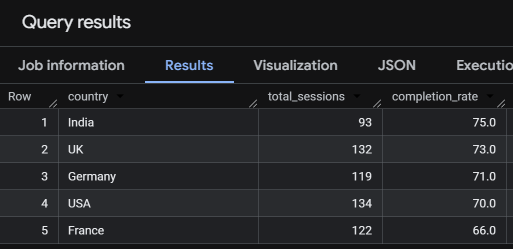 Query results
Job information Results Visualization JSON Executio
Row country total_sessions completion_rate
1 India 93 75.0
2 UK 132 73.0
3 Germany 119 71.0
4 USA 134 70.0
5 France 122 66.0